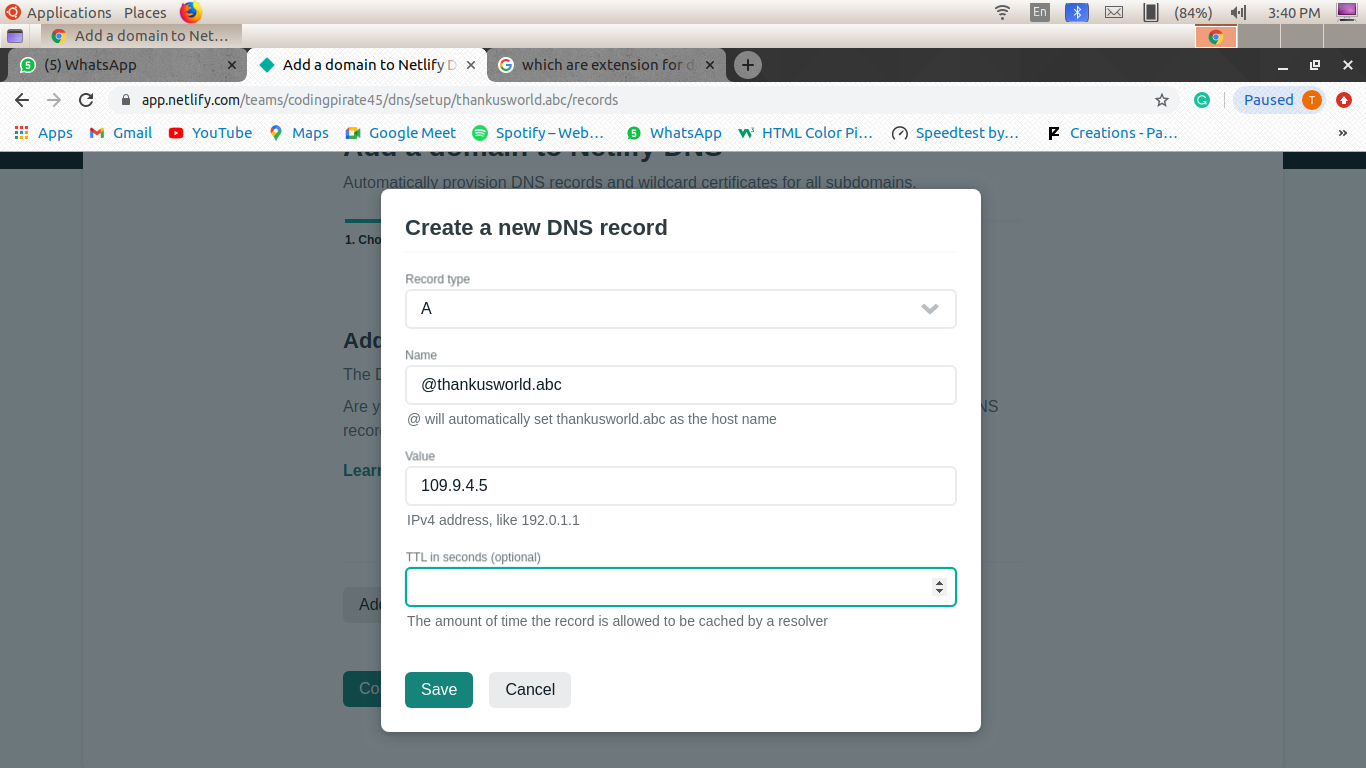 Applications Places
En (84%) 3:40 PM
Add a domain to Net…
(5) WhatsApp × Add a domain to Netlify D × which are extension for d × +
app.netlify.com/teams/codingpirate45/dns/setup/thankusworld.abc/records Paused T
Apps Gmail YouTube Maps Google Meet Spotify – Web… WhatsApp HTML Color Pi… Speedtest by… Creations - Pa… »
Add a domain to Netlify DNS
Automatically provision DNS records and wildcard certificates for all subdomains.
1. Cho
Create a new DNS record
Record type
A
Name
@thankusworld.abc
@ will automatically set thankusworld.abc as the host name
Value
109.9.4.5
IPv4 address, like 192.0.1.1
TTL in seconds (optional)
The amount of time the record is allowed to be cached by a resolver
Save Cancel
Add
The D
Are y NS
recor
Learn
Add
Co